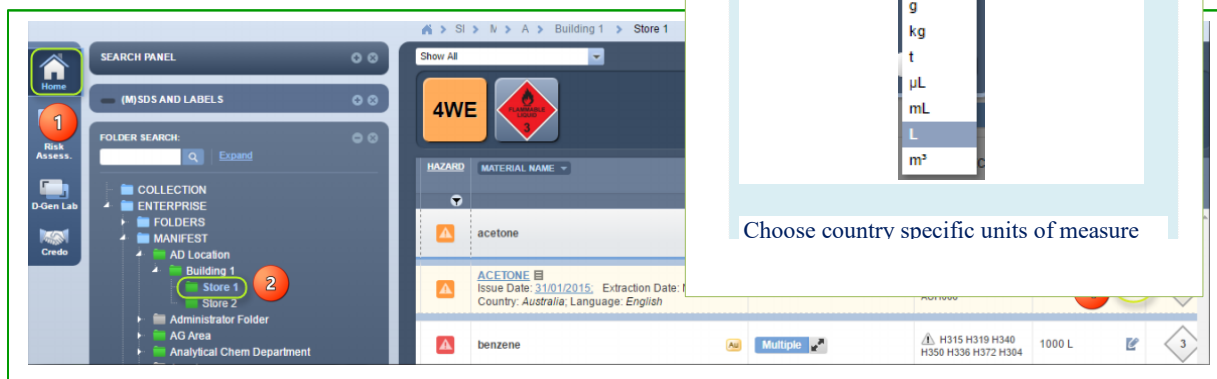 SI > M > A > Building 1 > Store 1
Home
1
Risk
Assess.
D-Gen Lab
Credo
SEARCH PANEL
(M)SDS AND LABELS
FOLDER SEARCH:
Expand
COLLECTION
ENTERPRISE
FOLDERS
MANIFEST
AD Location
Building 1
Store 1
2
Store 2
Administrator Folder
AG Area
Analytical Chem Department
Show All
4WE
FLAMMABLE
LIQUID
3
HAZARD
MATERIAL NAME
acetone
ACETONE
Issue Date: 31/01/2015; Extraction Date:
Country: Australia; Language: English
benzene
Au
Multiple
H315 H319 H340
H350 H336 H372 H304
1000 L
3
g
kg
t
µL
mL
L
m³
Choose country specific units of measure